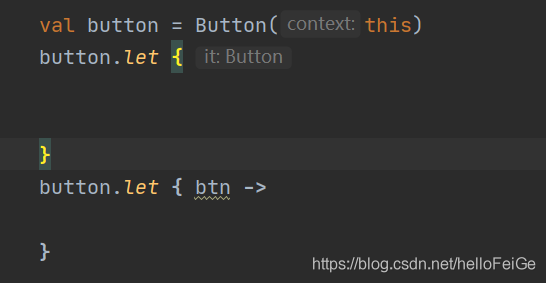 val button = Button( context: this)
button.let { it: Button
}
button.let { btn ->
}
https://blog.csdn.net/helloFeiGe